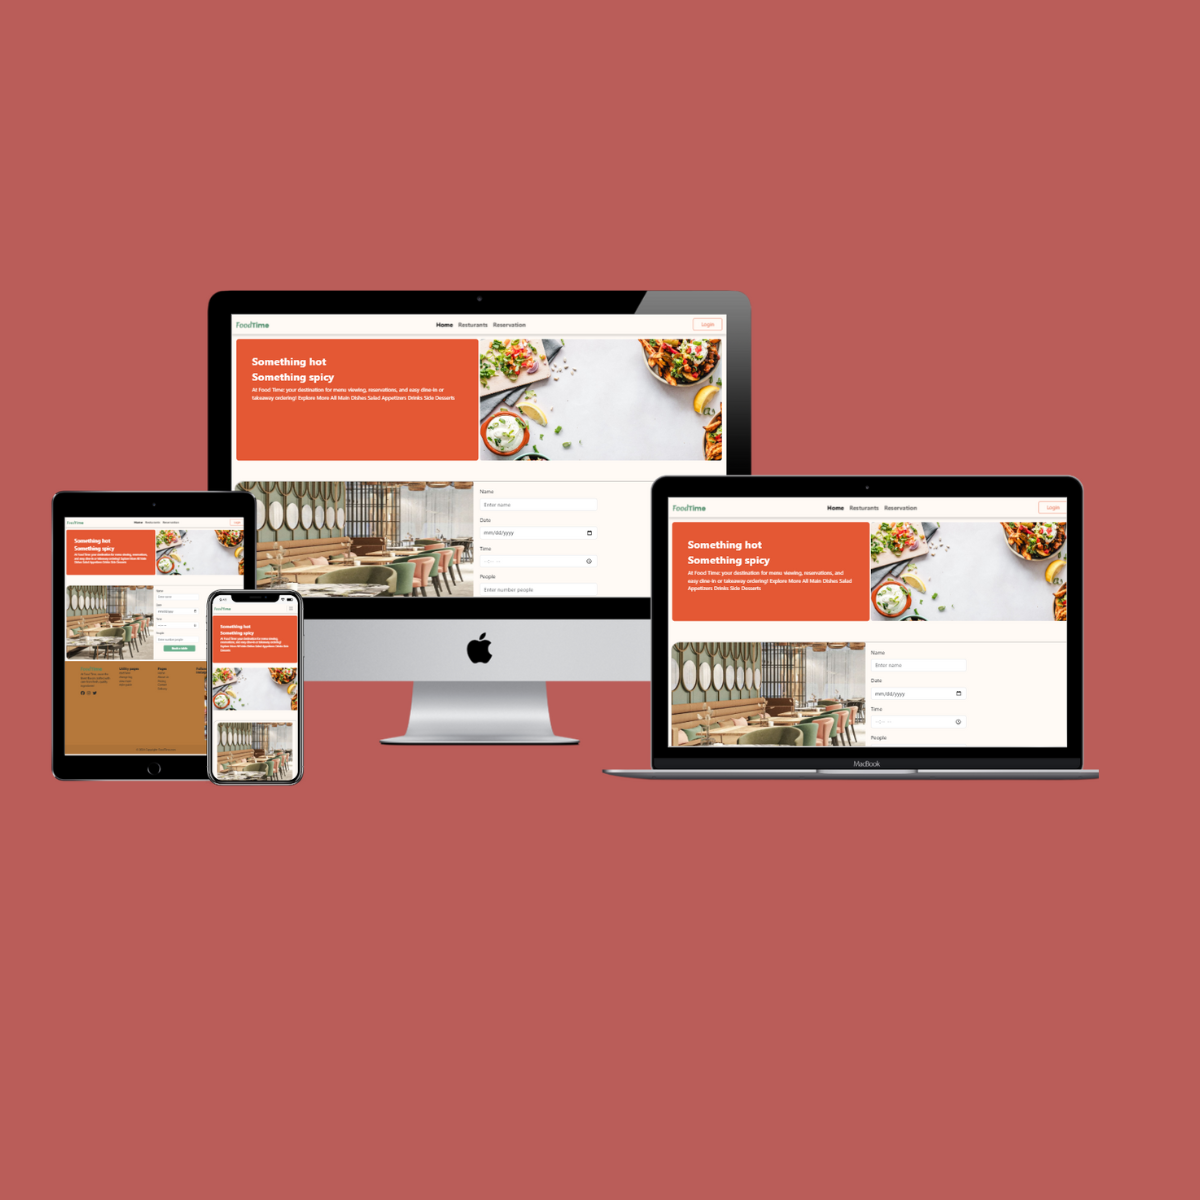 FoodTime
Home Resturants Reservation
Login
Something hot
Something spicy
At Food Time: your destination for menu viewing, reservations, and easy dine-in or
takeaway ordering! Explore More All Main Dishes Salad Appetizers Drinks Side Desserts
Name
Enter name
Date
mm/dd/yyyy
Time
People
Enter number people
FoodTime
Home Resturants Reservation
Login
Something hot
Something spicy
At Food Time: your destination for menu viewing, reservations, and
easy dine-in or takeaway ordering! Explore More All Main Dishes Salad
Appetizers Drinks Side Desserts
Name
Enter name
Date
mm/dd/yyyy
Time
People
MacBook
FoodTime
Home Resturants Reservation
Something hot
Something spicy
FoodTime
Something hot
Something spicy